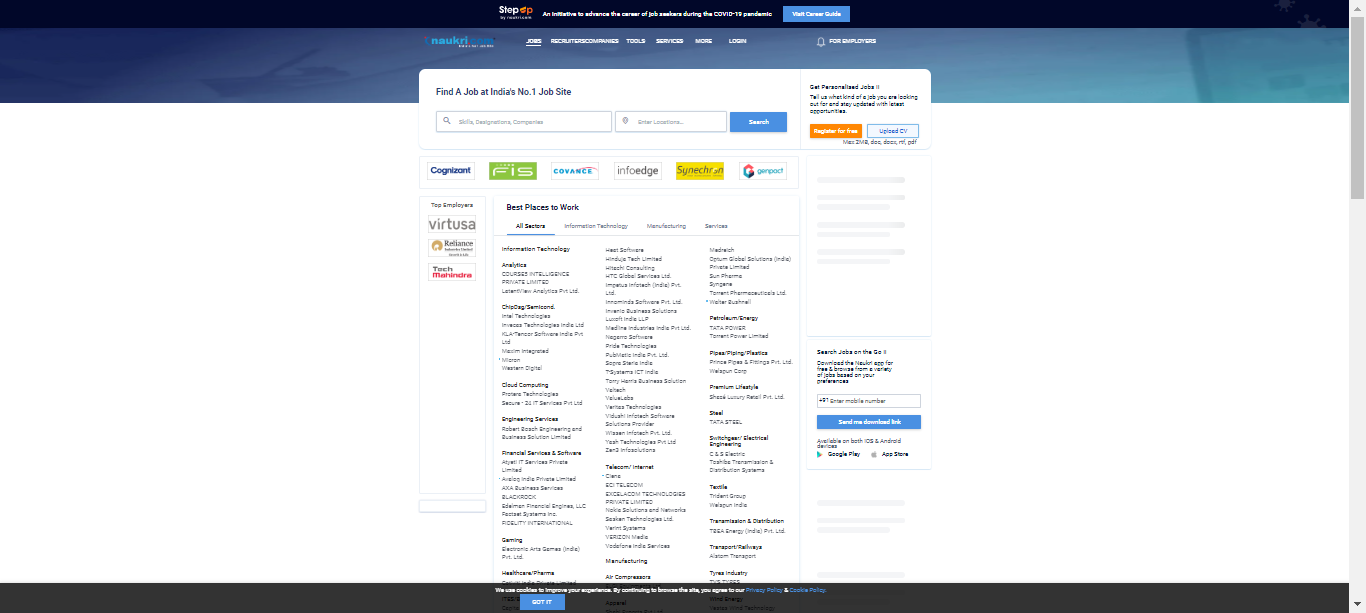 StepUp
by naukri.com
An initiative to advance the career of job seekers during the COVID-19 pandemic
Visit Career Guide
naukri.com
JOBS
RECRUITERS
COMPANIES
TOOLS
SERVICES
MORE
LOGIN
FOR EMPLOYERS
Find A Job at India's No.1 Job Site
Skills, Designations, Companies
Enter Locations...
Search
Get Personalised Jobs !!
Tell us what kind of a job you are looking
out for and stay updated with latest
opportunities.
Register for free
Upload CV
Max 2MB, doc, docx, rtf, pdf
Cognizant
FIS
COVANCE
infoedge
Synechron
genpact
Top Employers
virtusa
Reliance
Industries Limited
Growth is Life
Tech
Mahindra
Best Places to Work
All Sectors
Information Technology
Manufacturing
Services
Information Technology
Analytics
COURSE5 INTELLIGENCE
PRIVATE LIMITED
LatentView Analytics Pvt Ltd.
ChipDsg/Semicond.
Intel Technologies
Invecas Technologies India Ltd
KLA-Tencor Software India Pvt
Ltd
Maxim Integrated
Micron
Western Digital
Cloud Computing
Protera Technologies
Secure - 24 IT Services Pvt Ltd
Engineering Services
Robert Bosch Engineering and
Business Solution Limited
Financial Services & Software
Atyeti IT Services Private
Limited
Avalog India Private Limited
AXA Business Services
BLACKROCK
Edelman Financial Engines, LLC
Factset Systems Inc.
FIDELITY INTERNATIONAL
Gaming
Electronic Arts Games (India)
Pvt. Ltd.
Healthcare/Pharma
Heat Software
Hinduja Tech Limited
Hitachi Consulting
HTC Global Services Ltd.
Impetus Infotech (India) Pvt.
Ltd.
Innominds Software Pvt. Ltd.
Invenio Business Solutions
Luxoft India LLP
Medline Industries India Pvt Ltd.
Nagarro Software
Pride Technologies
PubMatic India Pvt. Ltd.
Sopra Steria India
T-Systems ICT India
Torry Harris Business Solution
Valtech
ValueLabs
Veritas Technologies
Vidushi Infotech Software
Solutions Provider
Wissen Infotech Pvt. Ltd.
Yash Technologies Pvt Ltd
Zen3 Infosolutions
Telecom/ Internet
Ciena
ECI TELECOM
EXCELACOM TECHNOLOGIES
PRIVATE LIMITED
Nokia Solutions and Networks
Sasken Technologies Ltd.
Verint Systems
VERIZON Media
Vodafone India Services
Manufacturing
Air Compressors
Apparel
Medreich
Optum Global Solutions (India)
Private Limited
Sun Pharma
Syngene
Torrent Pharmaceuticals Ltd.
Walter Bushnell
Petroleum/Energy
TATA POWER
Torrent Power Limited
Pipes/Piping/Plastics
Prince Pipes & Fittings Pvt. Ltd.
Welspun Corp
Premium Lifestyle
Shasé Luxury Retail Pvt. Ltd.
Steel
TATA STEEL
Switchgear/ Electrical
Engineering
C & S Electric
Toshiba Transmission &
Distribution Systems
Textile
Trident Group
Welspun India
Transmission & Distribution
TBEA Energy (India) Pvt. Ltd.
Transport/Railways
Alstom Transport
Tyres Industry
TVS TYRES
Wind Energy
Vestas Wind Technology
Search Jobs on the Go !!
Download the Naukri app for
free & browse from a variety
of jobs based on your
preferences
+91 Enter mobile number
Send me download link
Available on both iOS & Android
devices
Google Play
App Store
We use cookies to improve your experience. By continuing to browse the site, you agree to our Privacy Policy & Cookie Policy.
GOT IT